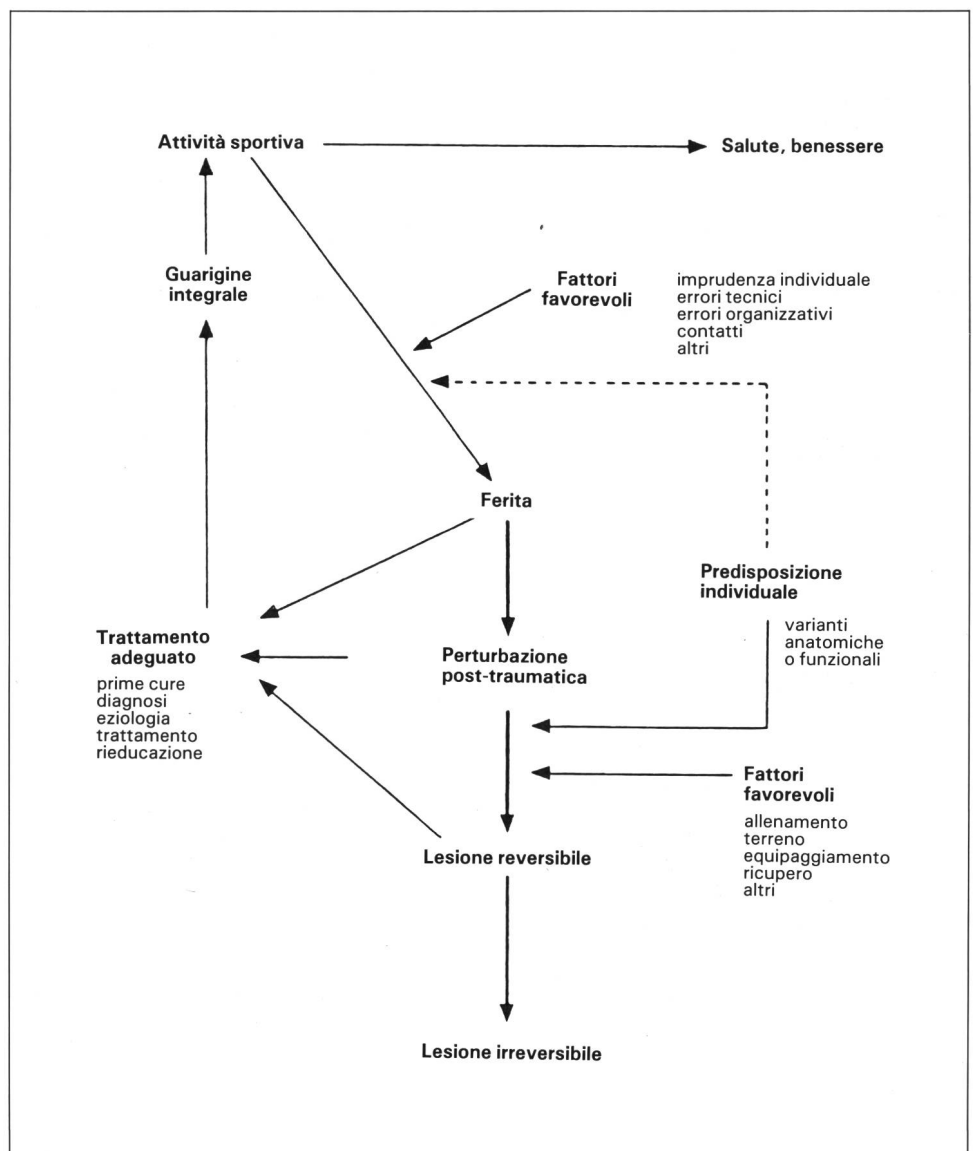 Attività sportiva
Salute, benessere
Guarigine
integrale
Fattori
favorevoli
imprudenza individuale
errori tecnici
errori organizzativi
contatti
altri
Ferita
Predisposizione
individuale
varianti
anatomiche
o funzionali
Trattamento
adeguato
prime cure
diagnosi
eziologia
trattamento
rieducazione
Perturbazione
post-traumatica
Fattori
favorevoli
allenamento
terreno
equipaggiamento
ricupero
altri
Lesione reversibile
Lesione irreversibile